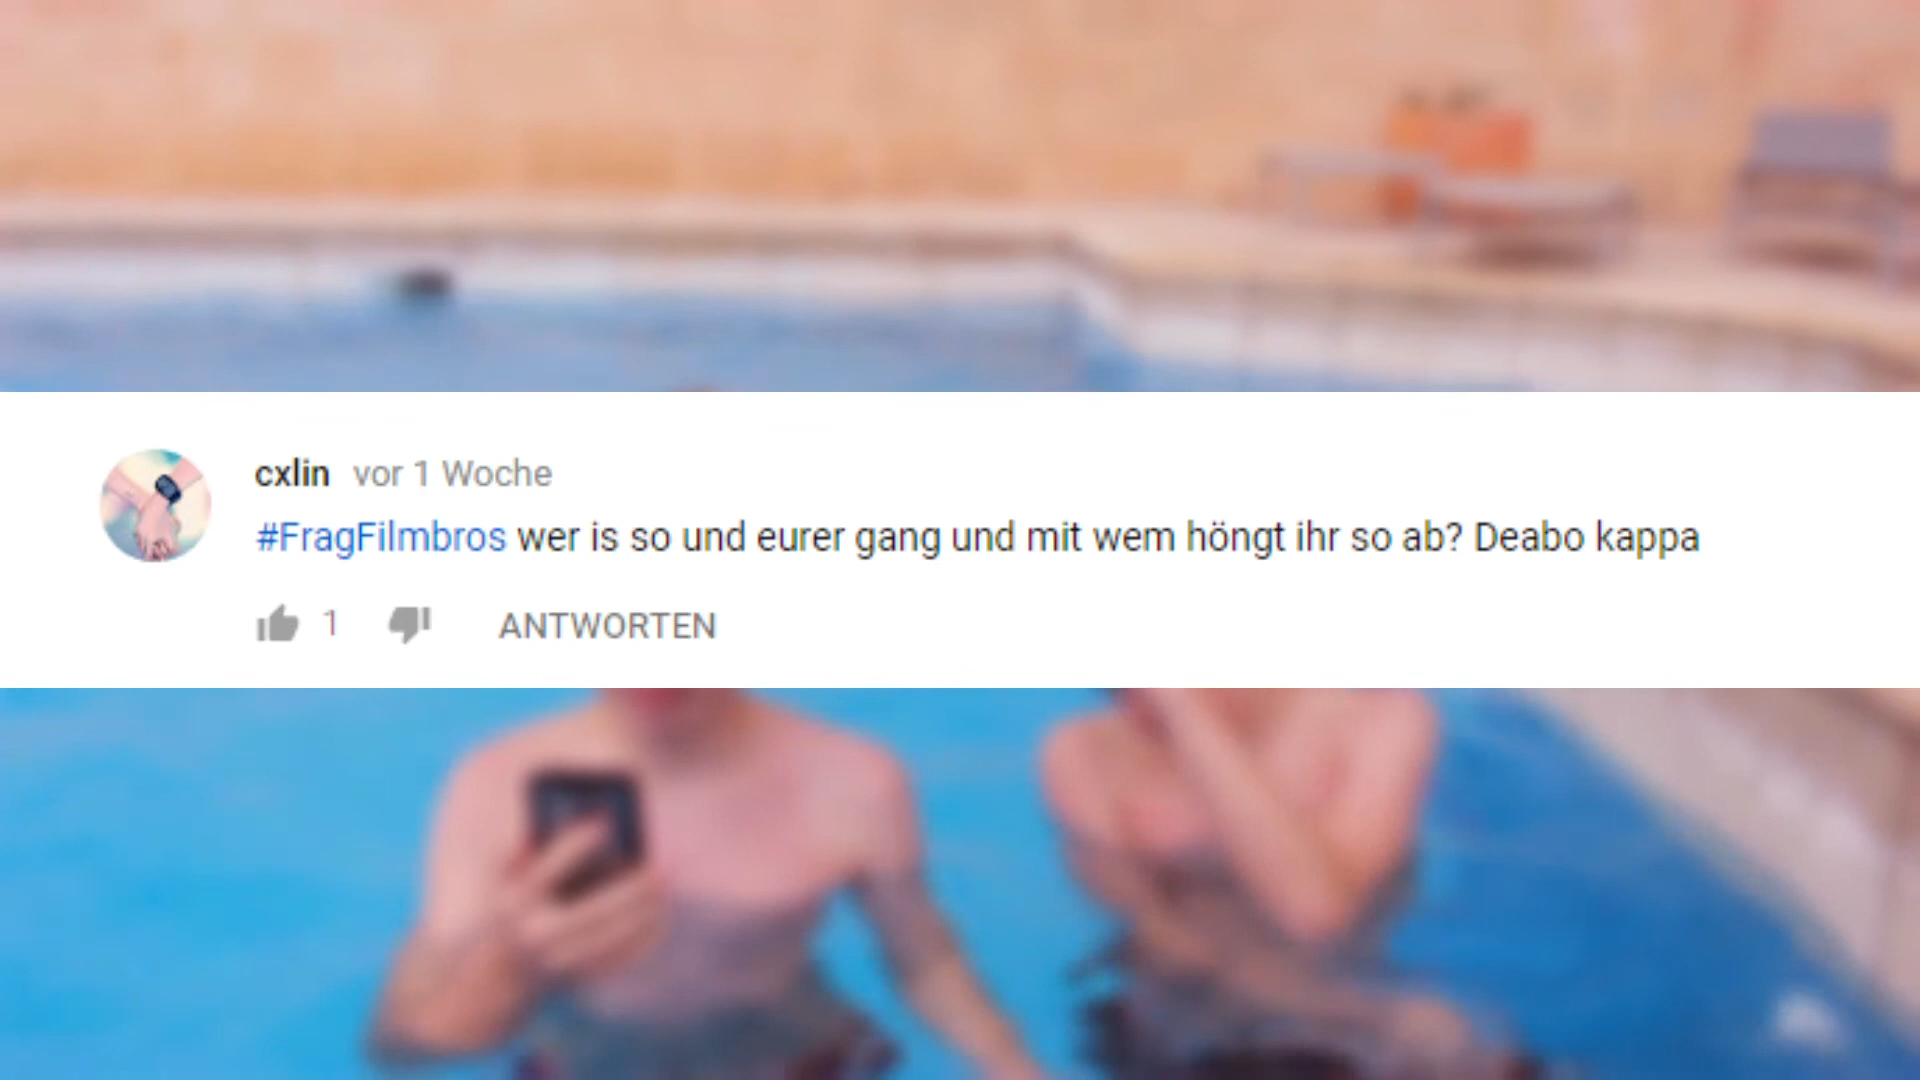 cxlin vor 1 Woche
#FragFilmbros wer is so und eurer gang und mit wem höngt ihr so ab? Deabo kappa
1 ANTWORTEN